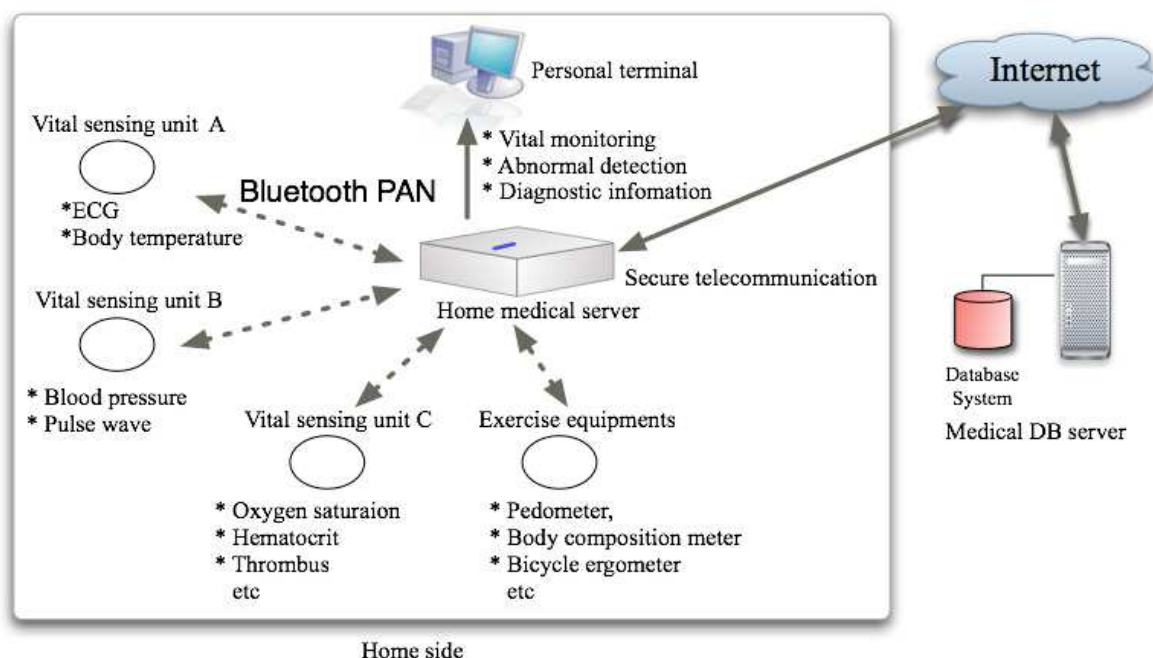 Personal terminal
Internet
Vital sensing unit A
* Vital monitoring
* Abnormal detection
* Diagnostic infomation
Bluetooth PAN
*ECG
*Body temperature
Secure telecommunication
Vital sensing unit B
Home medical server
* Blood pressure
* Pulse wave
Database
System
Medical DB server
Vital sensing unit C
* Oxygen saturaion
* Hematocrit
* Thrombus
etc
Exercise equipments
* Pedometer,
* Body composition meter
* Bicycle ergometer
etc
Home side